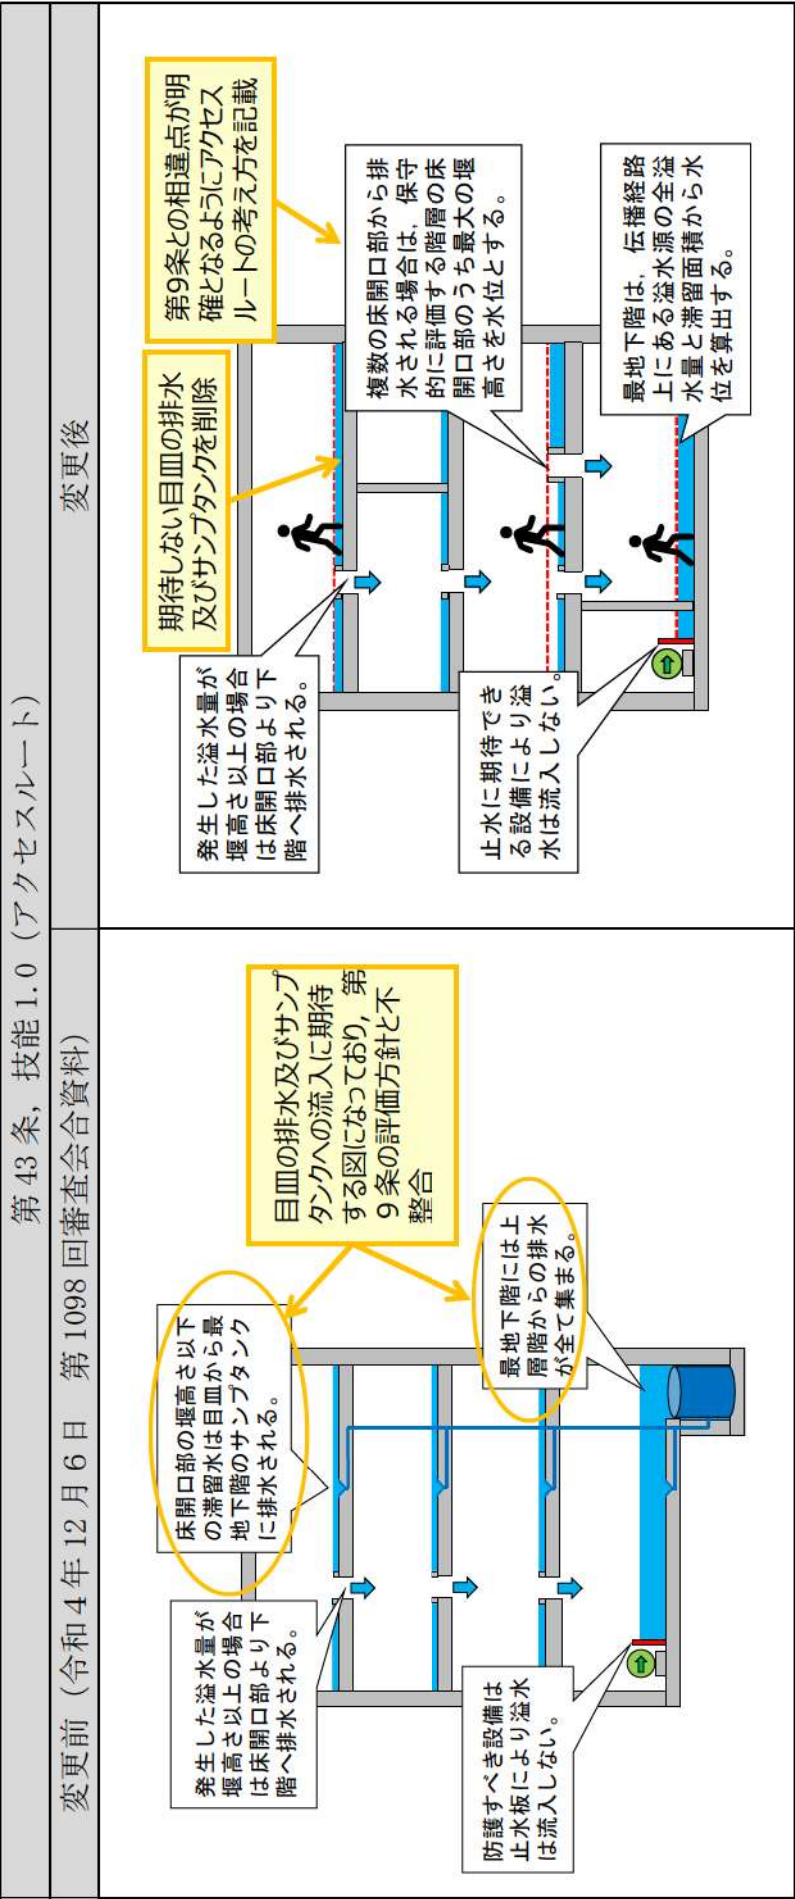 第 43 条，技能 1.0（アクセスルート）
変更前（令和４年 12 月６日　第 1098 回審査会合資料）
変更後
発生した溢水量が
堰高さ以上の場合
は床開口部より下
階へ排水される。
床開口部の堰高さ以下
の滞留水は目皿から最
地下階のサンプタンク
に排水される。
目皿の排水及びサンプ
タンクへの流入に期待
する図になっており，第
９条の評価方針と不
整合
防護すべき設備は
止水板により溢水
は流入しない。
最地下階には上
層階からの排水
が全て集まる。
発生した溢水量が
堰高さ以上の場合
は床開口部より下
階へ排水される。
期待しない目皿の排水
及びサンプタンクを削除
第９条との相違点が明
確となるようにアクセス
ルートの考え方を記載
複数の床開口部から排
水される場合は，保守
的に評価する階層の床
開口部のうち最大の堰
高さを水位とする。
止水に期待でき
る設備により溢
水は流入しない。
最地下階は，伝播経路
上にある溢水源の全溢
水量と滞留面積から水
位を算出する。